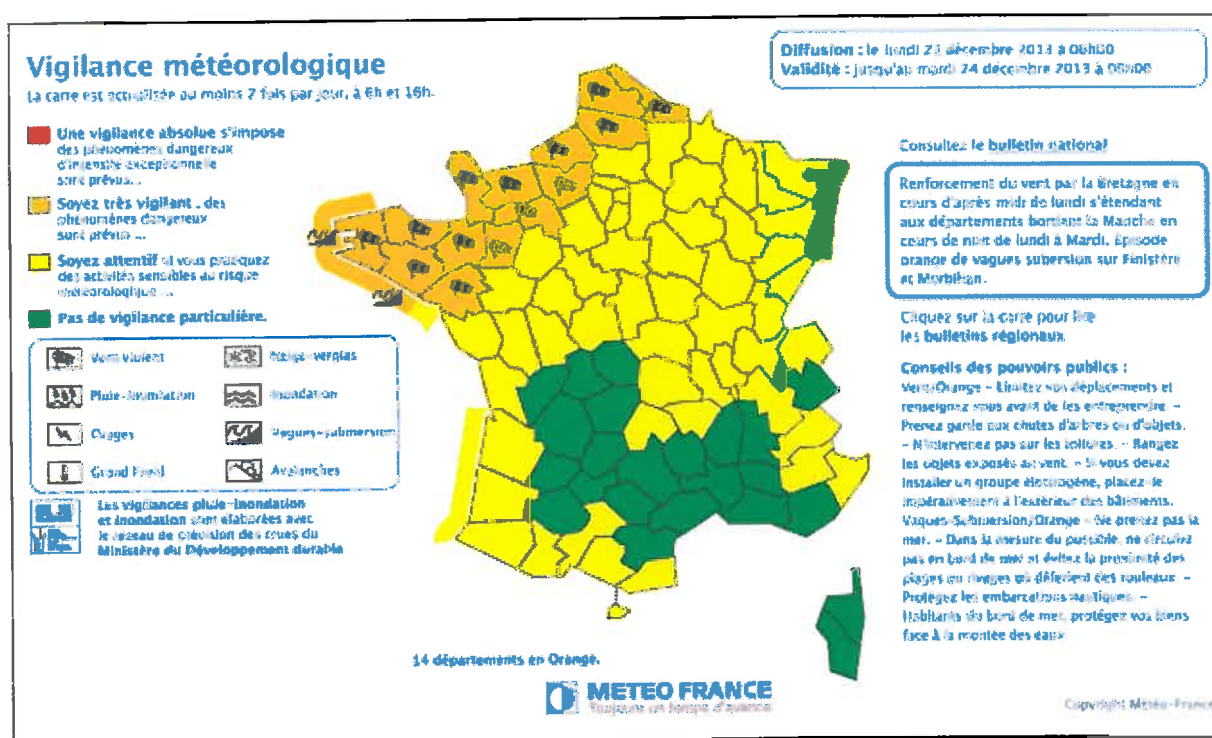 Vigilance météorologique
La carte est actualisée au moins 2 fois par jour, à 6h et 16h.
Diffusion : le lundi 23 décembre 2013 à 06h00
Validité : jusqu'au mardi 24 décembre 2013 à 06h00
Une vigilance absolue s'impose
des phénomènes dangereux
d'intensité exceptionnelle
sont prévus...
Soyez très vigilant, des
phénomènes dangereux
sont prévus ...
Soyez attentif si vous pratiquez
des activités sensibles au risque
météorologique ...
Pas de vigilance particulière.
Vent violent
Neige-verglas
Pluie-inondation
Inondation
Orages
Vagues-submersion
Grand Froid
Avalanches
Les vigilances pluie-inondation
et inondation sont élaborées avec
le réseau de prévision des crues du
Ministère du Développement durable
Consultez le bulletin national
Renforcement du vent par la Bretagne en
cours d'après midi de lundi s'étendant
aux départements bordant la Manche en
cours de nuit de lundi à Mardi. Episode
orange de vagues subersion sur Finistère
et Morbihan.
Cliquez sur la carte pour lire
les bulletins régionaux
Conseils des pouvoirs publics :
Vent/Orange – Limitez vos déplacements et
renseignez vous avant de les entreprendre. –
Prenez garde aux chutes d'arbres ou d'objets.
– N'intervenez pas sur les toitures. – Rangez
les objets exposés au vent. – Si vous devez
installer un groupe électrogène, placez-le
impérativement à l'extérieur des bâtiments.
Vagues-Submersion/Orange – Ne prenez pas la
mer. – Dans la mesure du possible, ne circulez
pas en bord de mer et évitez la proximité des
plages ou rivages où déferlent des rouleaux. –
Protégez les embarcations nautiques. –
Habitants du bord de mer, protégez vos biens
face à la montée des eaux
14 départements en Orange.
METEO FRANCE
Toujours un temps d'avance
Copyright Météo-France